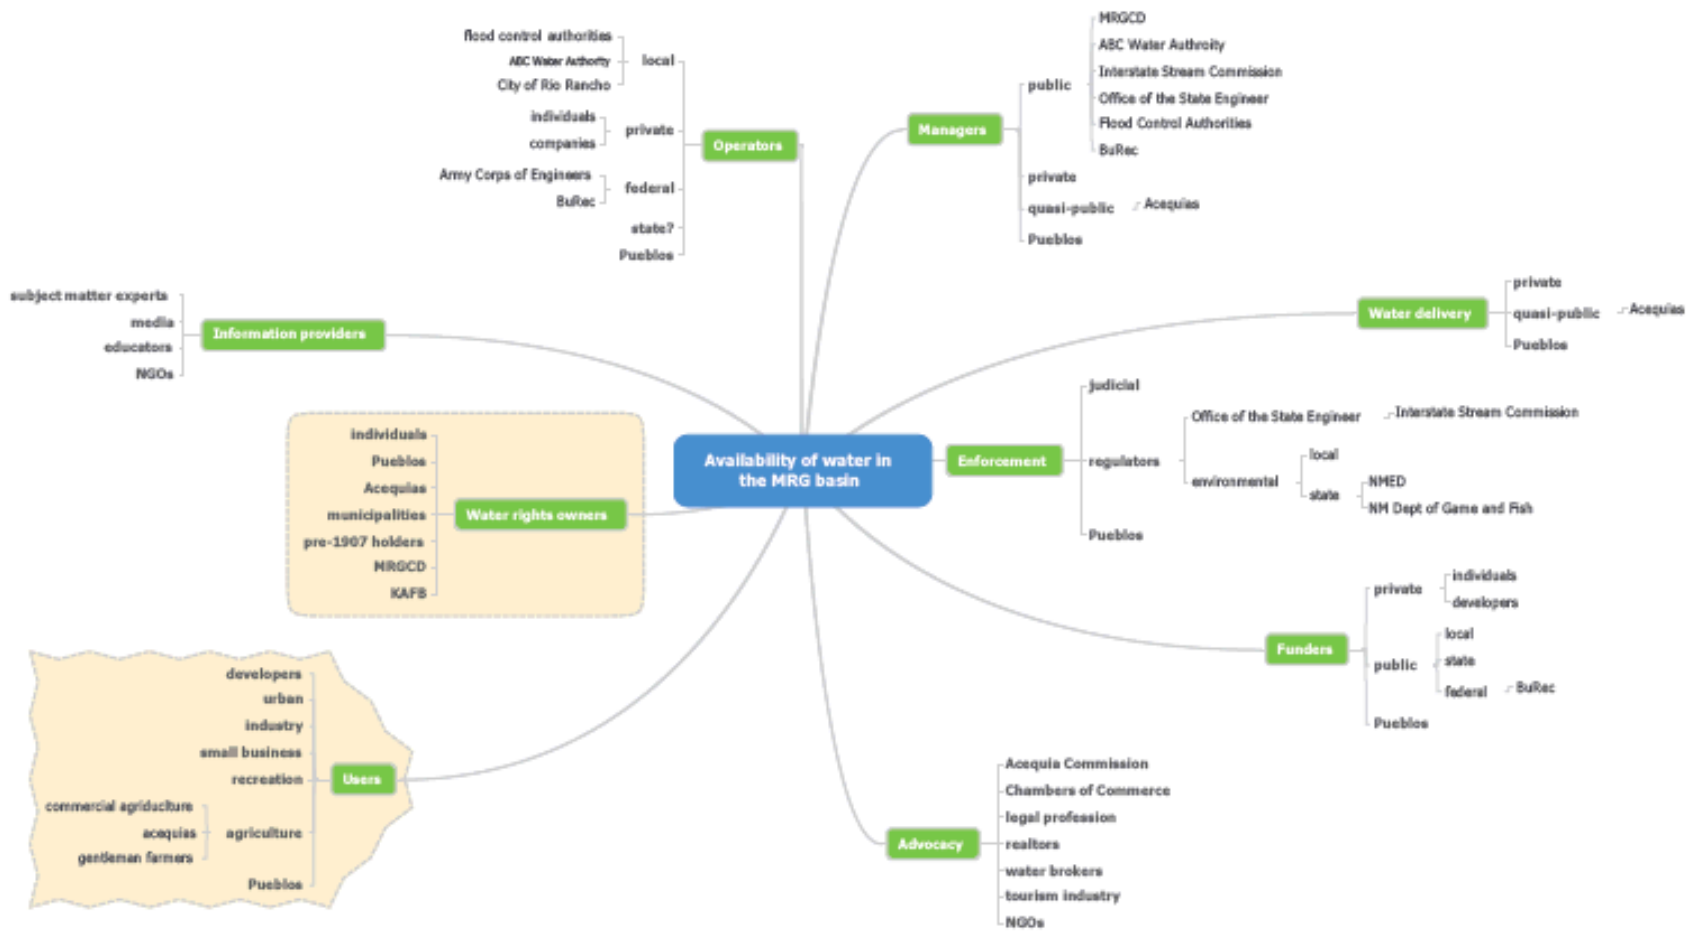 flood control authorities
ABC Water Authority
City of Rio Rancho
local
individuals
companies
private
Army Corps of Engineers
BuRec
federal
state?
Pueblos
Operators
Managers
public
MRGCD
ABC Water Authroity
Interstate Stream Commission
Office of the State Engineer
Flood Control Authorities
BuRec
private
quasi-public
Acequias
Pueblos
subject matter experts
media
educators
NGOs
Information providers
Water delivery
private
quasi-public
Acequias
Pueblos
individuals
Pueblos
Acequias
municipalities
pre-1907 holders
MRGCD
KAFB
Water rights owners
Availability of water in
the MRG basin
Enforcement
judicial
regulators
Office of the State Engineer
Interstate Stream Commission
environmental
local
state
NMED
NM Dept of Game and Fish
Pueblos
Funders
private
individuals
developers
public
local
state
federal
BuRec
Pueblos
developers
urban
industry
small business
recreation
commercial agriduclture
acequias
gentleman farmers
agriculture
Pueblos
Users
Advocacy
Acequia Commission
Chambers of Commerce
legal profession
realtors
water brokers
tourism industry
NGOs